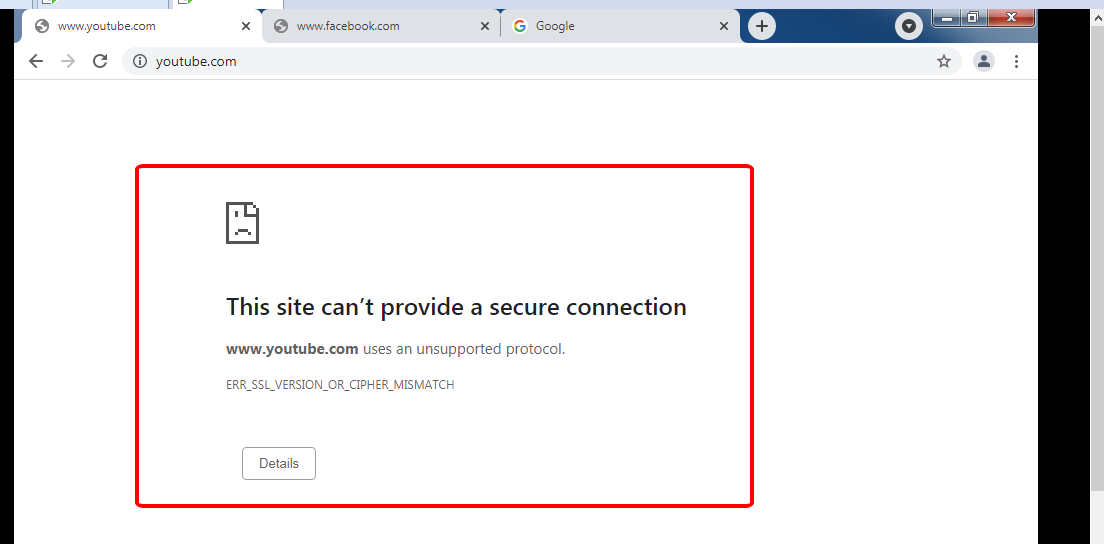 www.youtube.com
www.facebook.com
Google
youtube.com
This site can’t provide a secure connection
www.youtube.com uses an unsupported protocol.
ERR_SSL_VERSION_OR_CIPHER_MISMATCH
Details